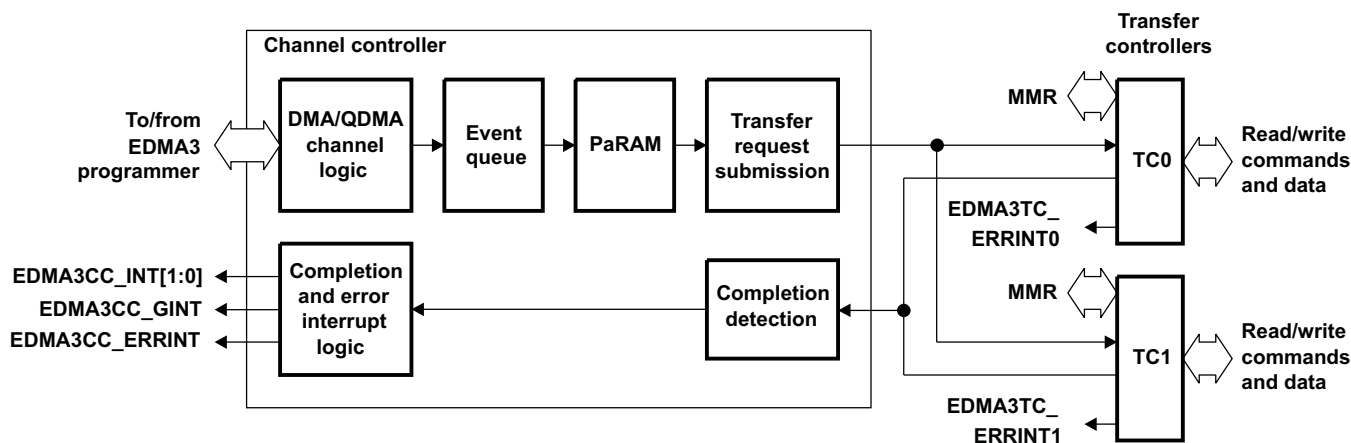 Channel controller
Transfer
controllers
To/from
EDMA3
programmer
DMA/QDMA
channel
logic
Event
queue
PaRAM
Transfer
request
submission
MMR
TC0
Read/write
commands
and data
EDMA3TC_
ERRINT0
EDMA3CC_INT[1:0]
EDMA3CC_GINT
EDMA3CC_ERRINT
Completion
and error
interrupt
logic
Completion
detection
MMR
TC1
Read/write
commands
and data
EDMA3TC_
ERRINT1